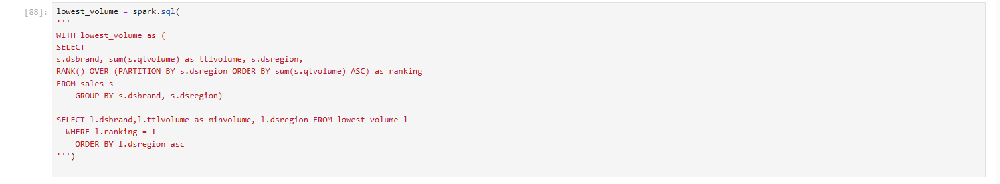 [88]: lowest_volume = spark.sql(
'''
WITH lowest_volume as (
SELECT
s.dsbrand, sum(s.qtvolume) as ttlvolume, s.dsregion,
RANK() OVER (PARTITION BY s.dsregion ORDER BY sum(s.qtvolume) ASC) as ranking
FROM sales s
    GROUP BY s.dsbrand, s.dsregion)

SELECT l.dsbrand,l.ttlvolume as minvolume, l.dsregion FROM lowest_volume l
  WHERE l.ranking = 1
    ORDER BY l.dsregion asc
''')